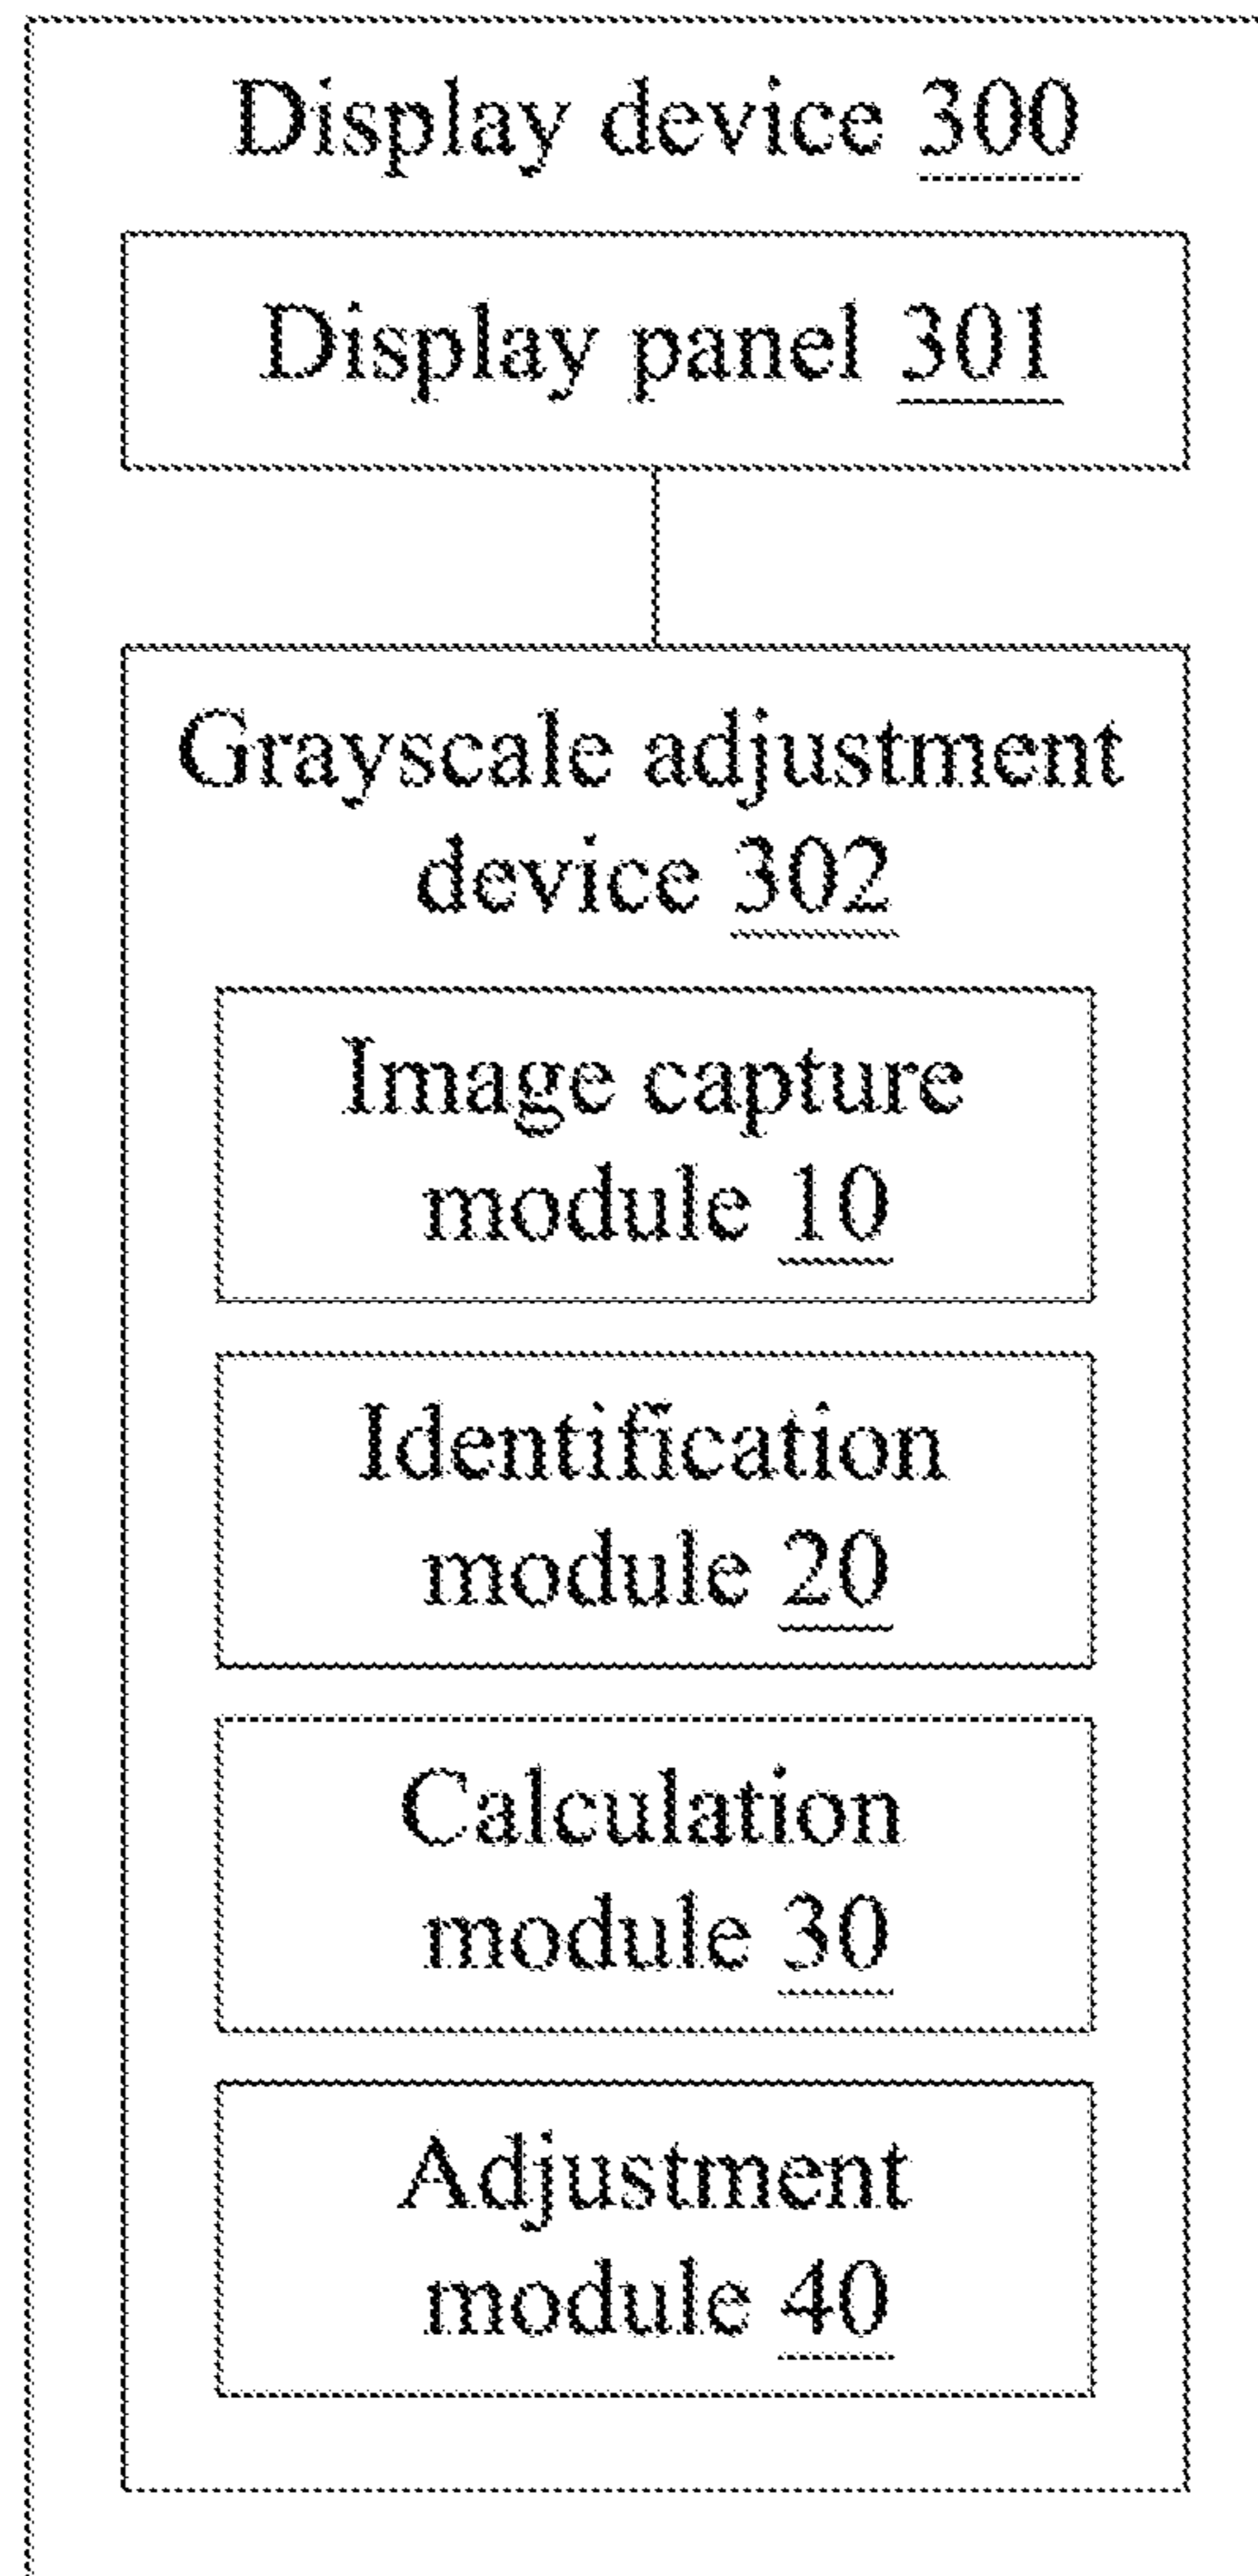 Display device 300
Display panel 301
Grayscale adjustment
device 302
Image capture
module 10
Identification
module 20
Calculation
module 30
Adjustment
module 40